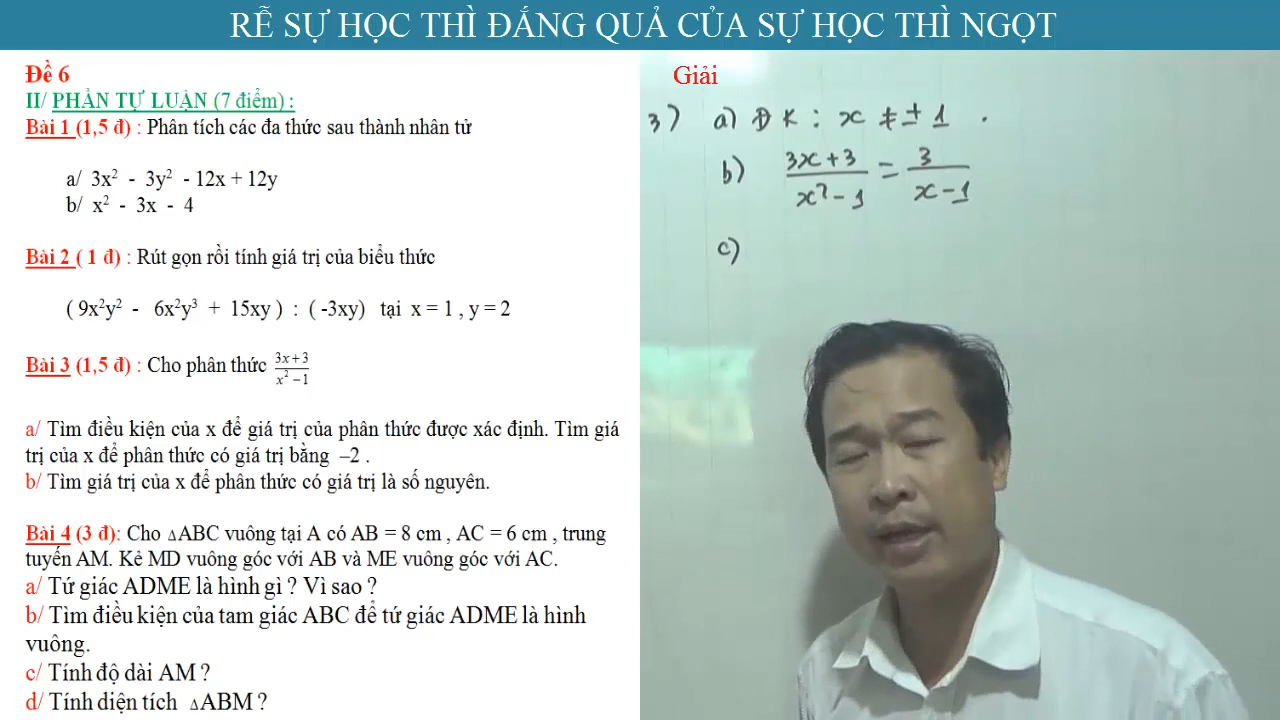 RỄ SỰ HỌC THÌ ĐẮNG QUẢ CỦA SỰ HỌC THÌ NGỌT
Đề 6
II/ PHẦN TỰ LUẬN (7 điểm) :
Bài 1 (1,5 đ) : Phân tích các đa thức sau thành nhân tử
a/ 3x² - 3y² - 12x + 12y
b/ x² - 3x - 4
Bài 2 ( 1 đ) : Rút gọn rồi tính giá trị của biểu thức
( 9x²y² - 6x²y³ + 15xy ) : ( -3xy) tại x = 1 , y = 2
Bài 3 (1,5 đ) : Cho phân thức (3x+3)/(x²−1)
a/ Tìm điều kiện của x để giá trị của phân thức được xác định. Tìm giá
trị của x để phân thức có giá trị bằng –2 .
b/ Tìm giá trị của x để phân thức có giá trị là số nguyên.
Bài 4 (3 đ): Cho △ABC vuông tại A có AB = 8 cm , AC = 6 cm , trung
tuyến AM. Kẻ MD vuông góc với AB và ME vuông góc với AC.
a/ Tứ giác ADME là hình gì ? Vì sao ?
b/ Tìm điều kiện của tam giác ABC để tứ giác ADME là hình
vuông.
c/ Tính độ dài AM ?
d/ Tính diện tích △ABM ?
Giải
3) a) ĐK : x ≠ ± 1 .
b) (3x+3)/(x²-1) = 3/(x-1)
c)